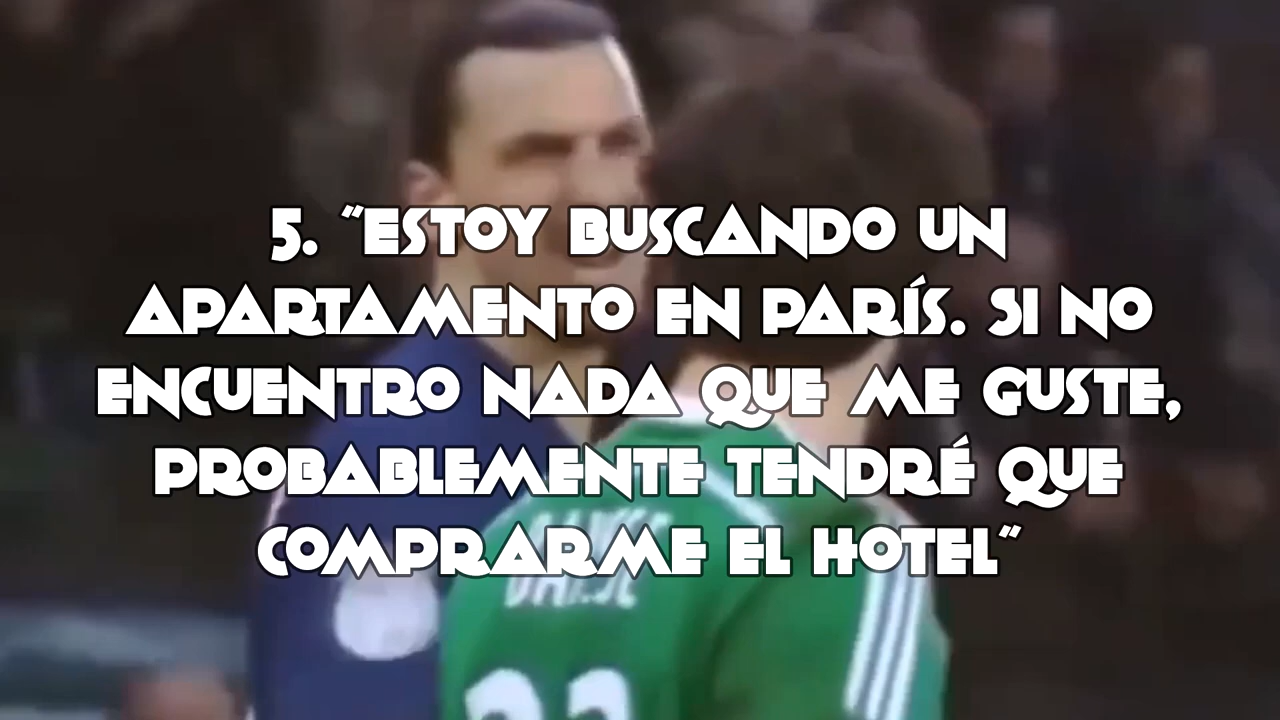 5. "ESTOY BUSCANDO UN
APARTAMENTO EN PARÍS. SI NO
ENCUENTRO NADA QUE ME GUSTE,
PROBABLEMENTE TENDRÉ QUE
COMPRARME EL HOTEL"